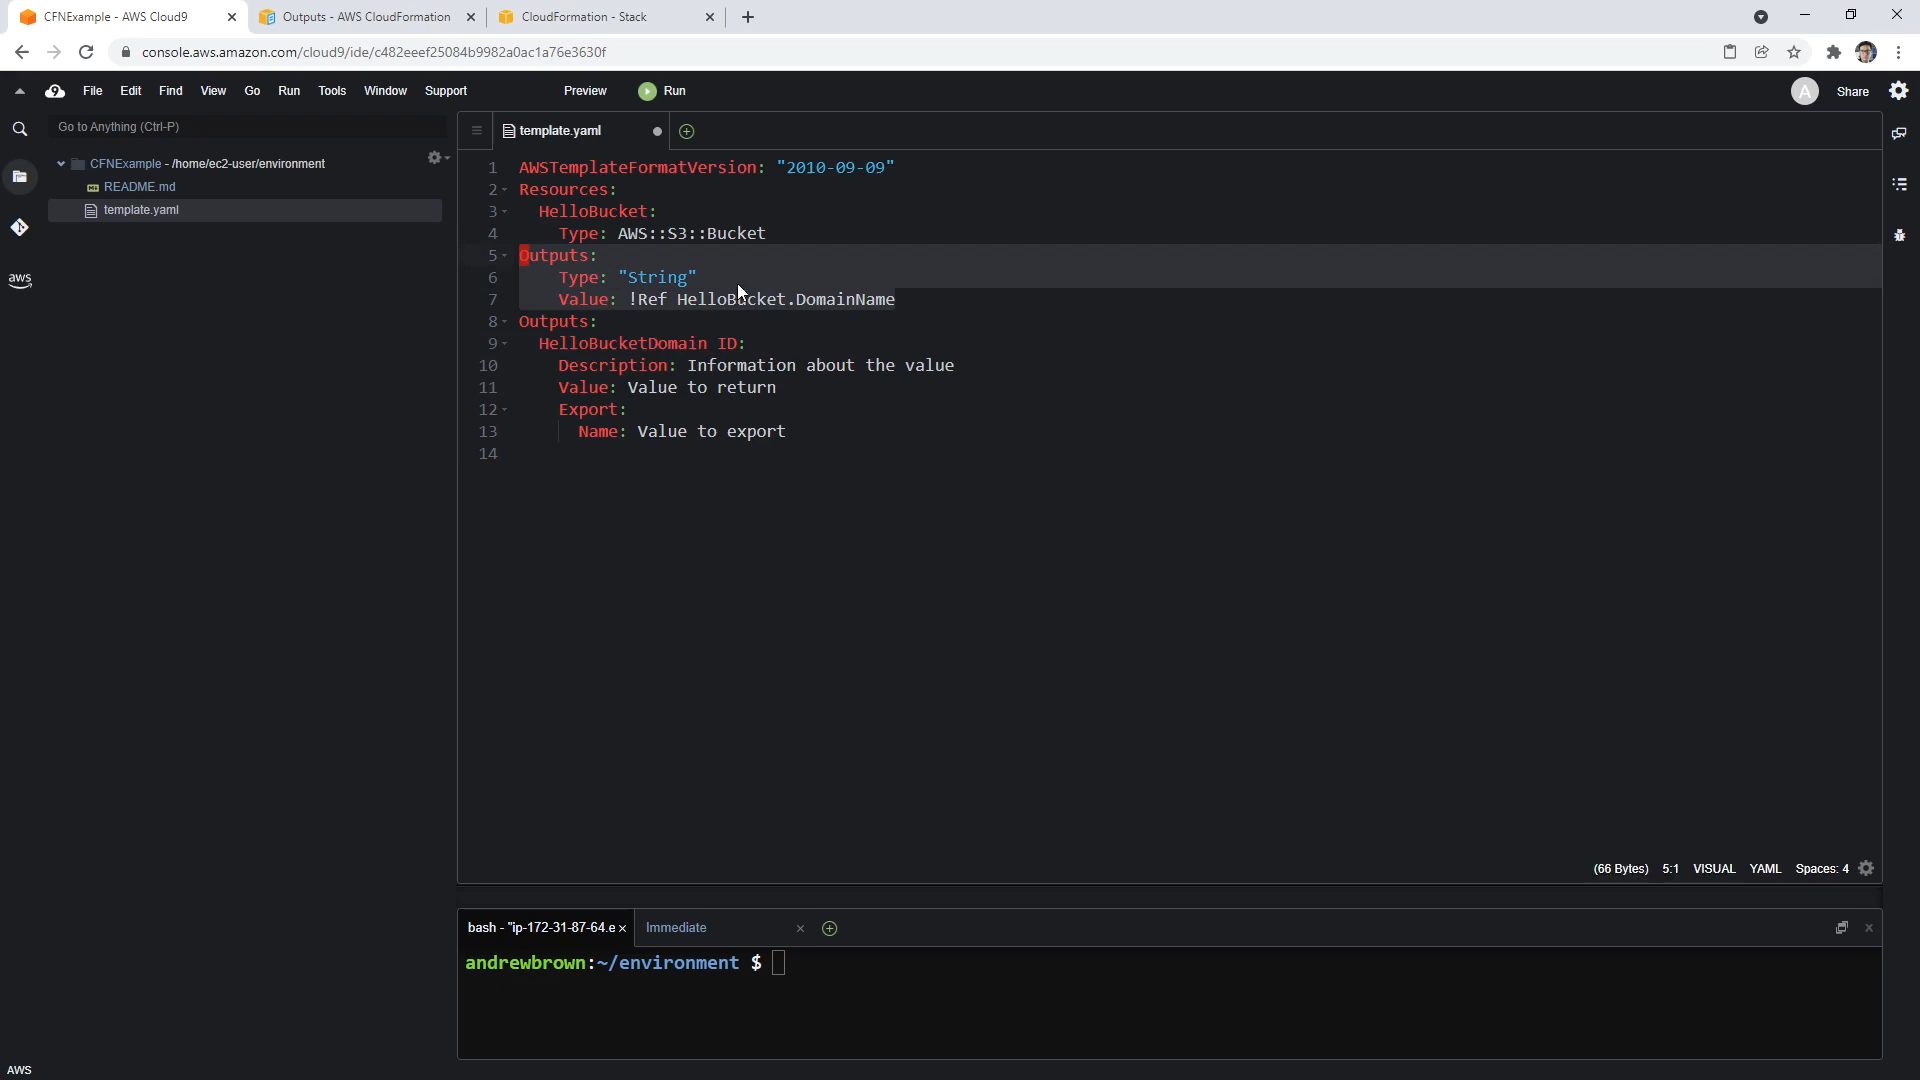 CFNExample - AWS Cloud9
Outputs - AWS CloudFormation
CloudFormation - Stack
console.aws.amazon.com/cloud9/ide/c482eeef25084b9982a0ac1a76e3630f
9 File Edit Find View Go Run Tools Window Support Preview Run A Share
Go to Anything (Ctrl-P)
CFNExample - /home/ec2-user/environment
README.md
template.yaml
aws
template.yaml
1 AWSTemplateFormatVersion: "2010-09-09"
2 Resources:
3 HelloBucket:
4 Type: AWS::S3::Bucket
5 Outputs:
6 Type: "String"
7 Value: !Ref HelloBucket.DomainName
8 Outputs:
9 HelloBucketDomain ID:
10 Description: Information about the value
11 Value: Value to return
12 Export:
13 Name: Value to export
14
(66 Bytes) 5:1 VISUAL YAML Spaces: 4
bash - "ip-172-31-87-64.e
Immediate
andrewbrown:~/environment $
AWS